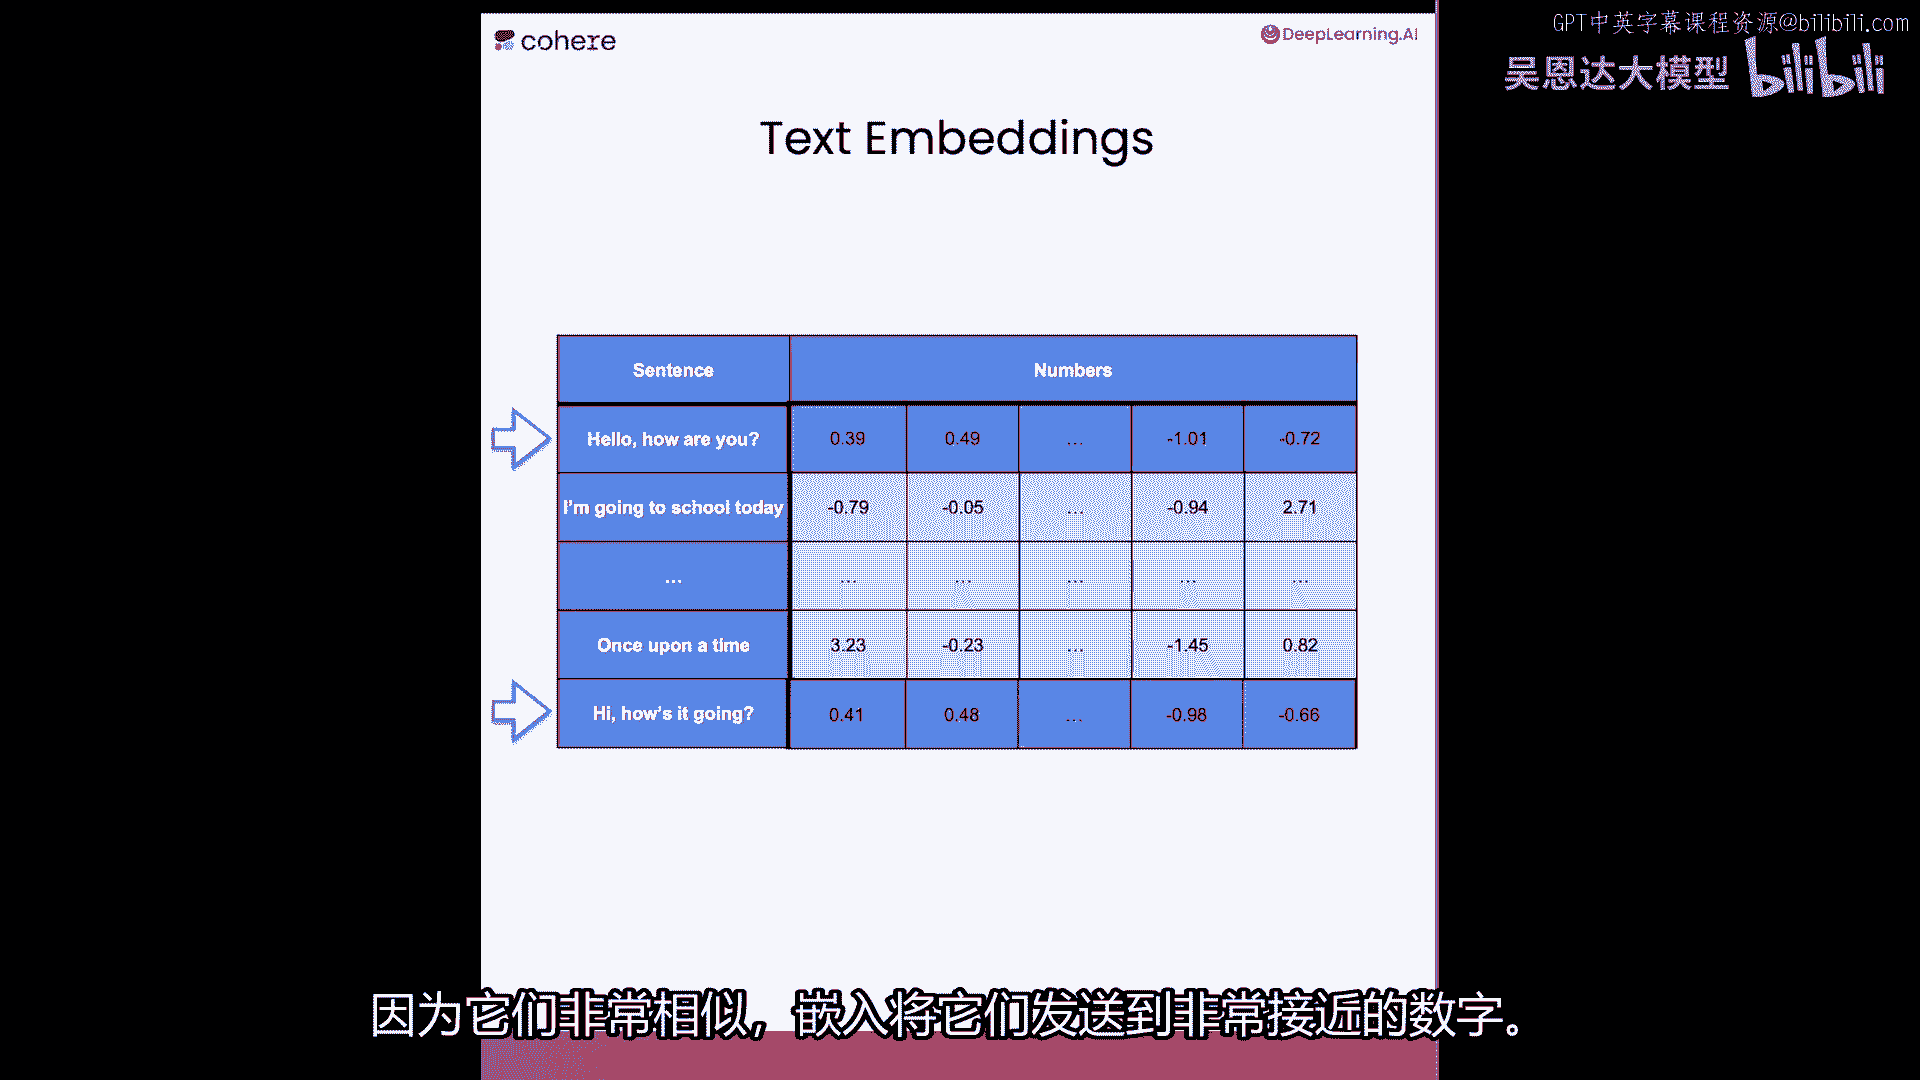 GPT中英字幕课程资源@bilibili.com
吴恩达大模型 bilibili
cohere
DeepLearning.AI
Text Embeddings
Sentence Numbers
Hello, how are you? 0.39 0.49 ... -1.01 -0.72
I'm going to school today -0.79 -0.05 ... -0.94 2.71
... ... ... ... ... ...
Once upon a time 3.23 -0.23 ... -1.45 0.82
Hi, how's it going? 0.41 0.48 ... -0.98 -0.66
因为它们非常相似，嵌入将它们发送到非常接近的数字。